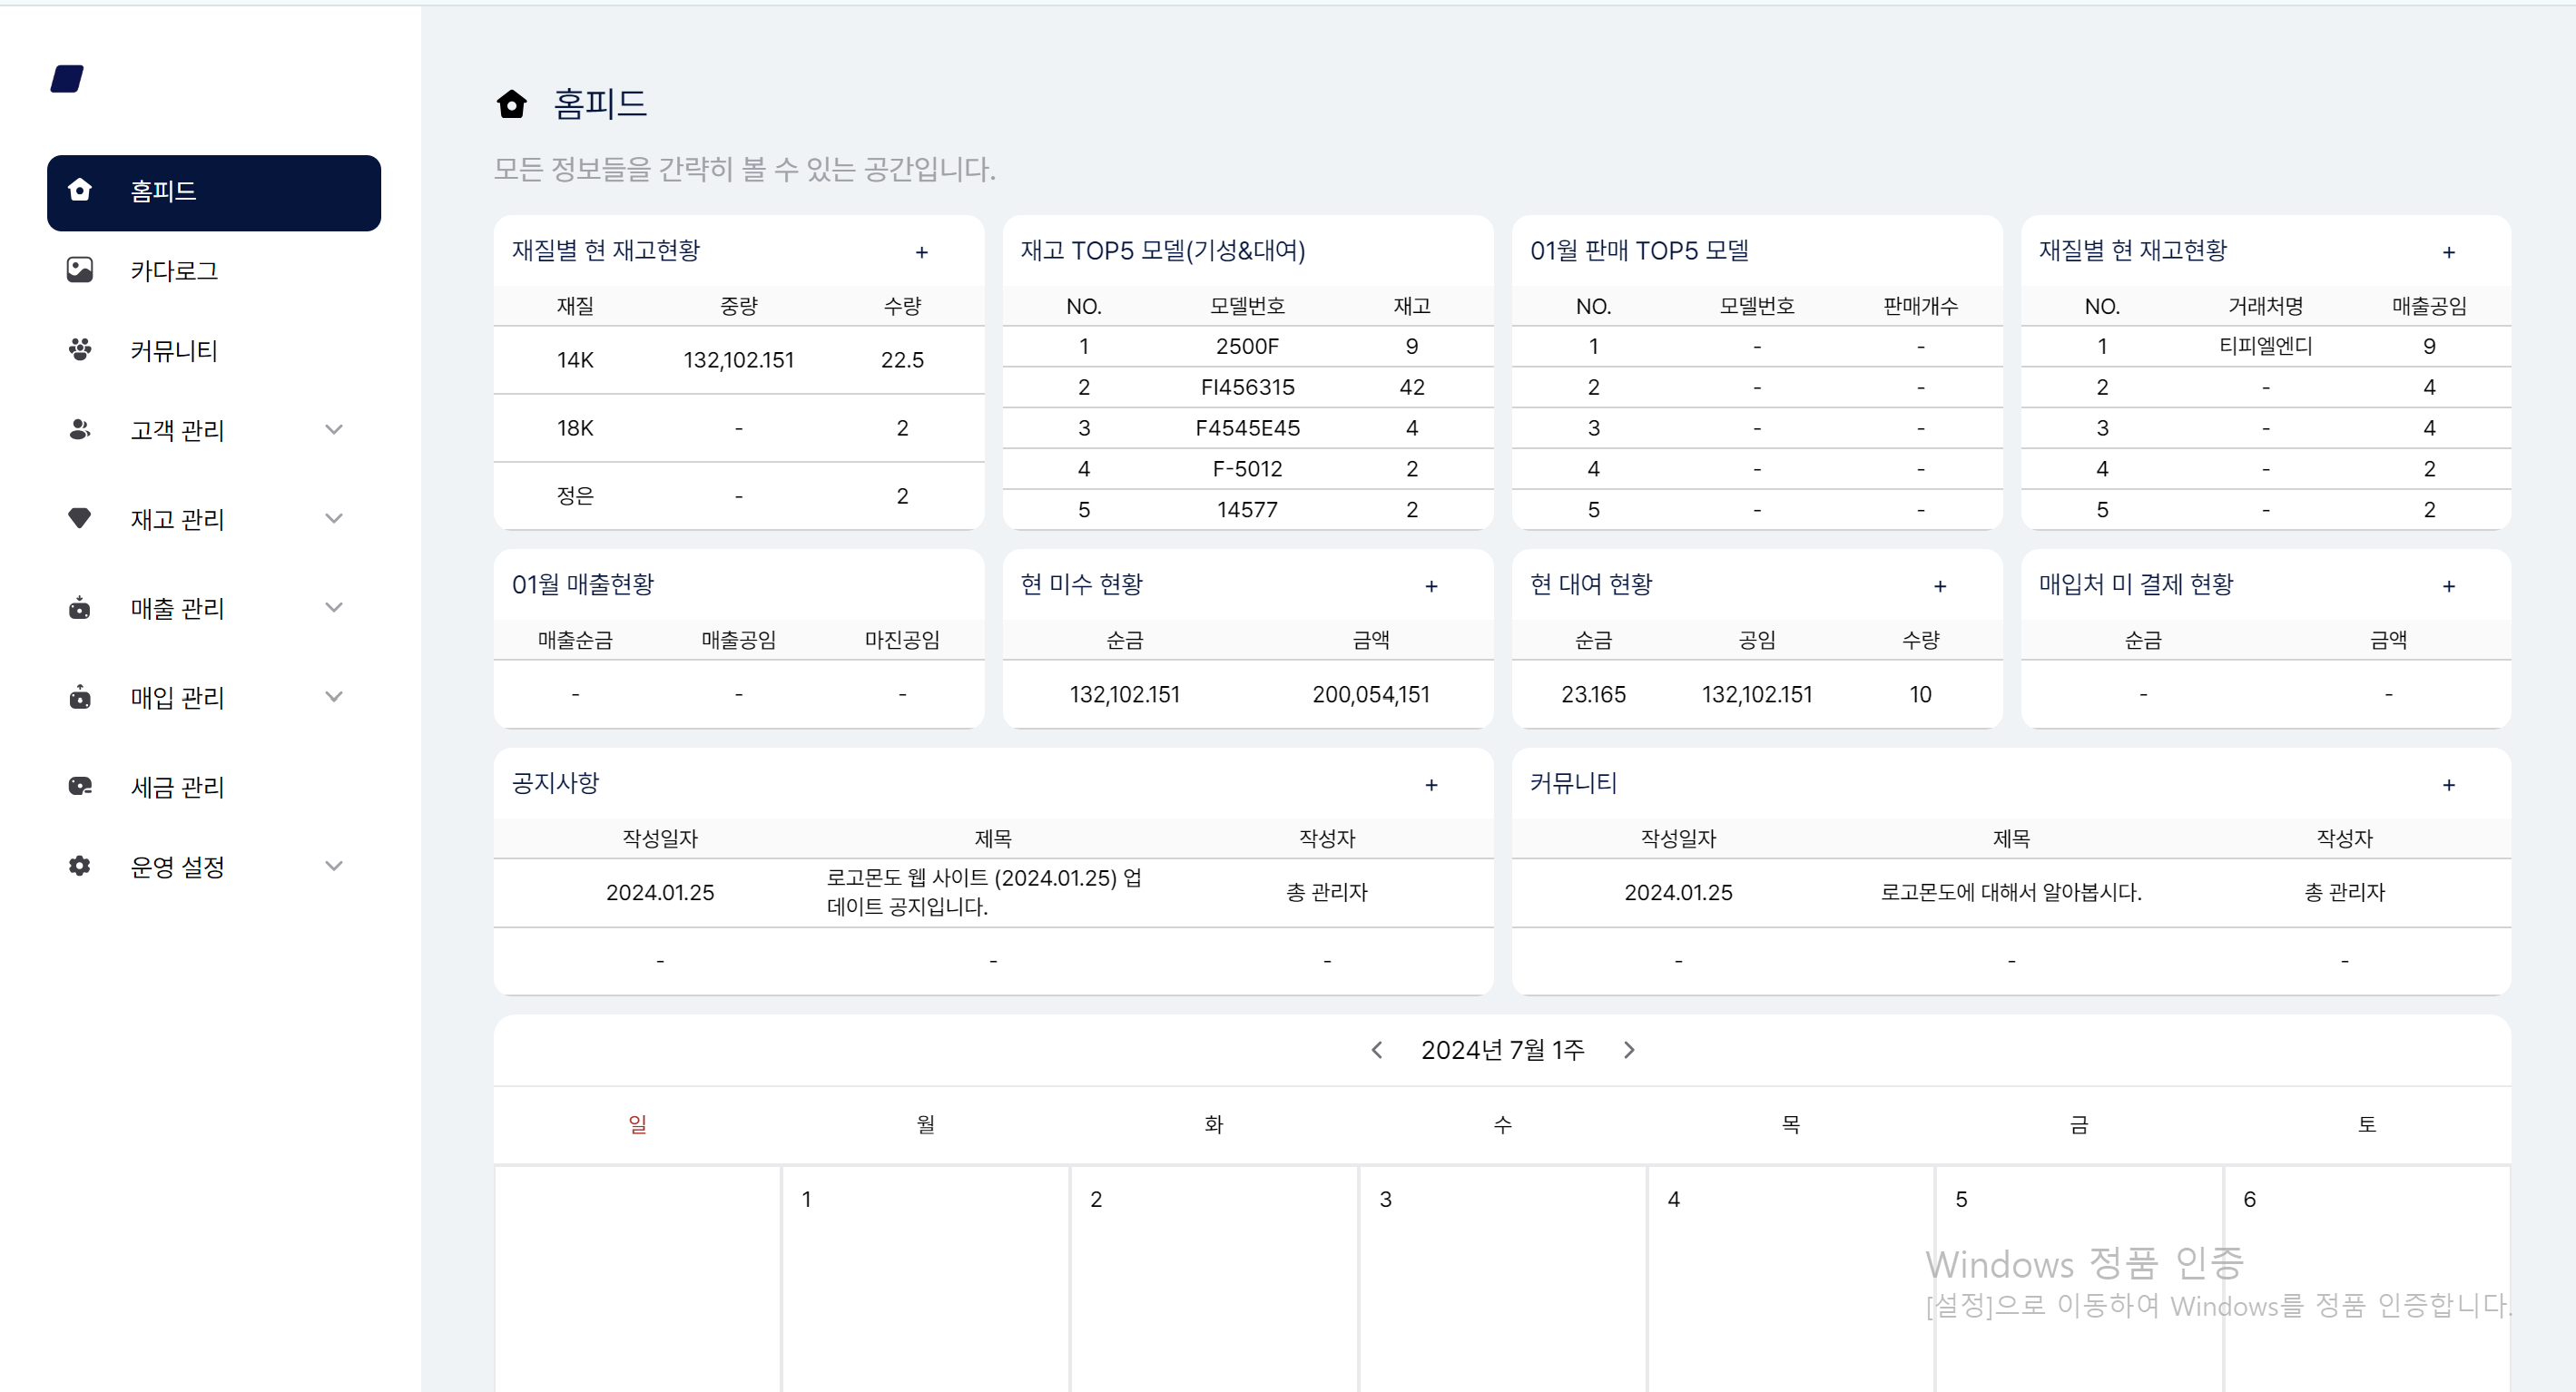 홈피드
카다로그
커뮤니티
고객 관리
재고 관리
매출 관리
매입 관리
세금 관리
운영 설정
홈피드
모든 정보들을 간략히 볼 수 있는 공간입니다.
재질별 현 재고현황 +
재질 중량 수량
14K 132,102.151 22.5
18K - 2
정은 - 2
재고 TOP5 모델(기성&대여)
NO. 모델번호 재고
1 2500F 9
2 FI456315 42
3 F4545E45 4
4 F-5012 2
5 14577 2
01월 판매 TOP5 모델
NO. 모델번호 판매개수
1 - -
2 - -
3 - -
4 - -
5 - -
재질별 현 재고현황 +
NO. 거래처명 매출공임
1 티피엘엔디 9
2 - 4
3 - 4
4 - 2
5 - 2
01월 매출현황
매출순금 매출공임 마진공임
- - -
현 미수 현황 +
순금 금액
132,102.151 200,054,151
현 대여 현황 +
순금 공임 수량
23.165 132,102.151 10
매입처 미 결제 현황 +
순금 금액
- -
공지사항 +
작성일자 제목 작성자
2024.01.25 로고몬도 웹 사이트 (2024.01.25) 업
데이트 공지입니다. 총 관리자
- - -
커뮤니티 +
작성일자 제목 작성자
2024.01.25 로고몬도에 대해서 알아봅시다. 총 관리자
- - -
2024년 7월 1주
일 월 화 수 목 금 토
1 2 3 4 5 6
Windows 정품 인증
[설정]으로 이동하여 Windows를 정품 인증합니다.